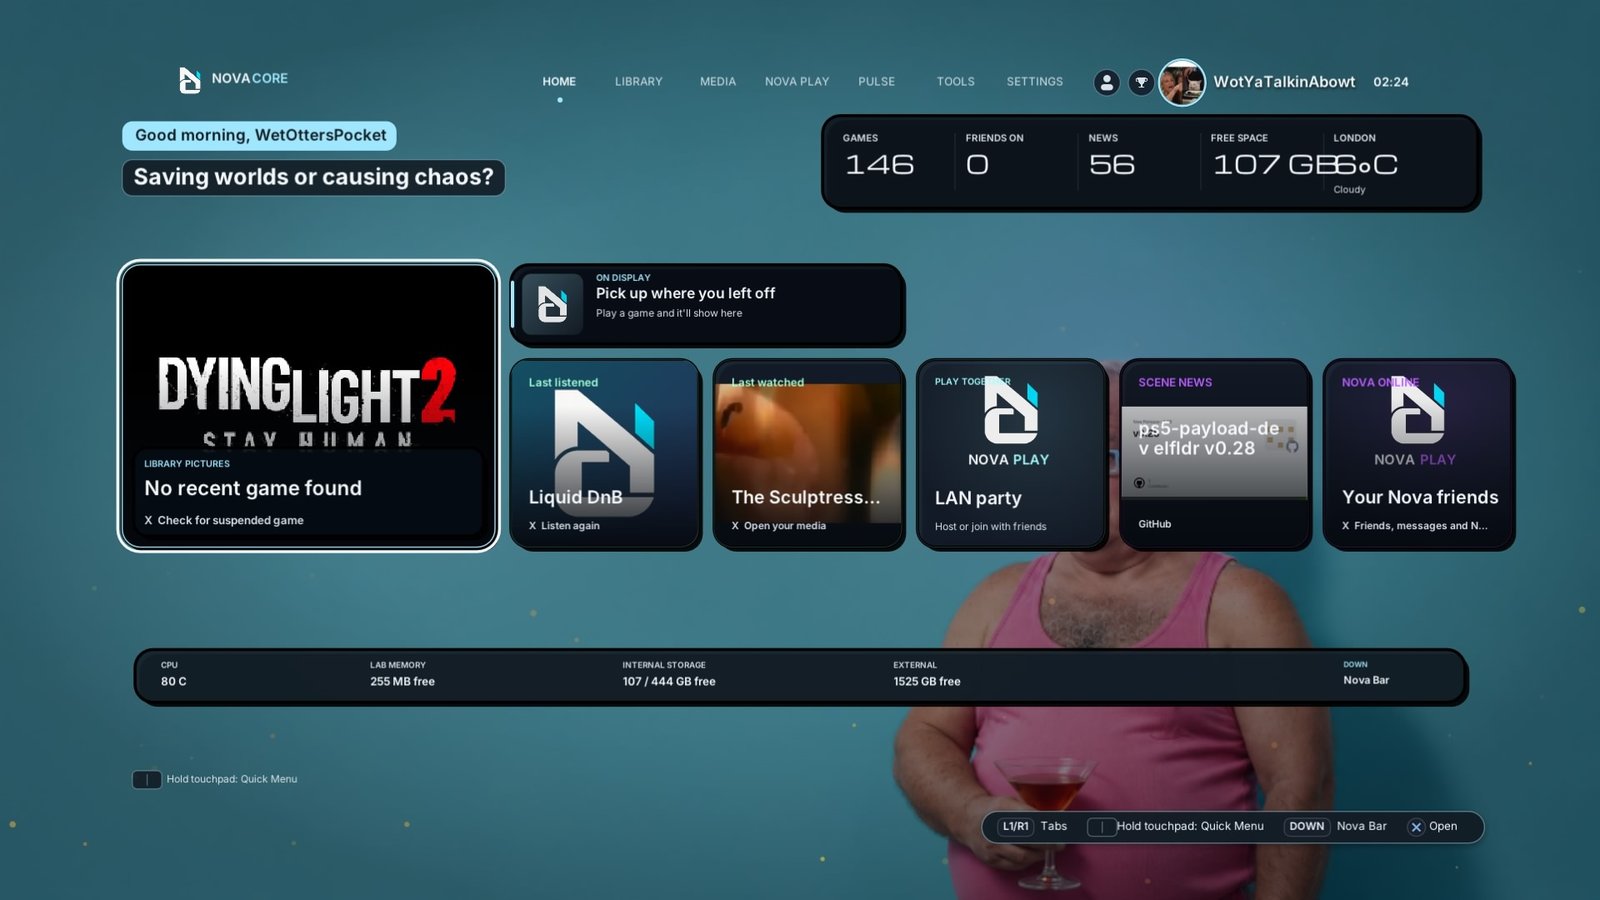 NOVACORE
HOME
LIBRARY
MEDIA
NOVA PLAY
PULSE
TOOLS
SETTINGS
WotYaTalkinAbowt
02:24
Good morning, WetOttersPocket
Saving worlds or causing chaos?
GAMES
146
FRIENDS ON
0
NEWS
56
FREE SPACE
107 GB
LONDON
6°C
Cloudy
DYING LIGHT 2
STAY HUMAN
LIBRARY PICTURES
No recent game found
X Check for suspended game
ON DISPLAY
Pick up where you left off
Play a game and it'll show here
Last listened
Liquid DnB
X Listen again
Last watched
The Sculptress...
X Open your media
PLAY TOGETHER
NOVA PLAY
LAN party
Host or join with friends
SCENE NEWS
ps5-payload-de
v elfldr v0.28
GitHub
NOVA ONLINE
NOVA PLAY
Your Nova friends
X Friends, messages and N...
CPU
80 C
LAB MEMORY
255 MB free
INTERNAL STORAGE
107 / 444 GB free
EXTERNAL
1525 GB free
DOWN
Nova Bar
Hold touchpad: Quick Menu
L1/R1 Tabs
Hold touchpad: Quick Menu
DOWN Nova Bar
Open